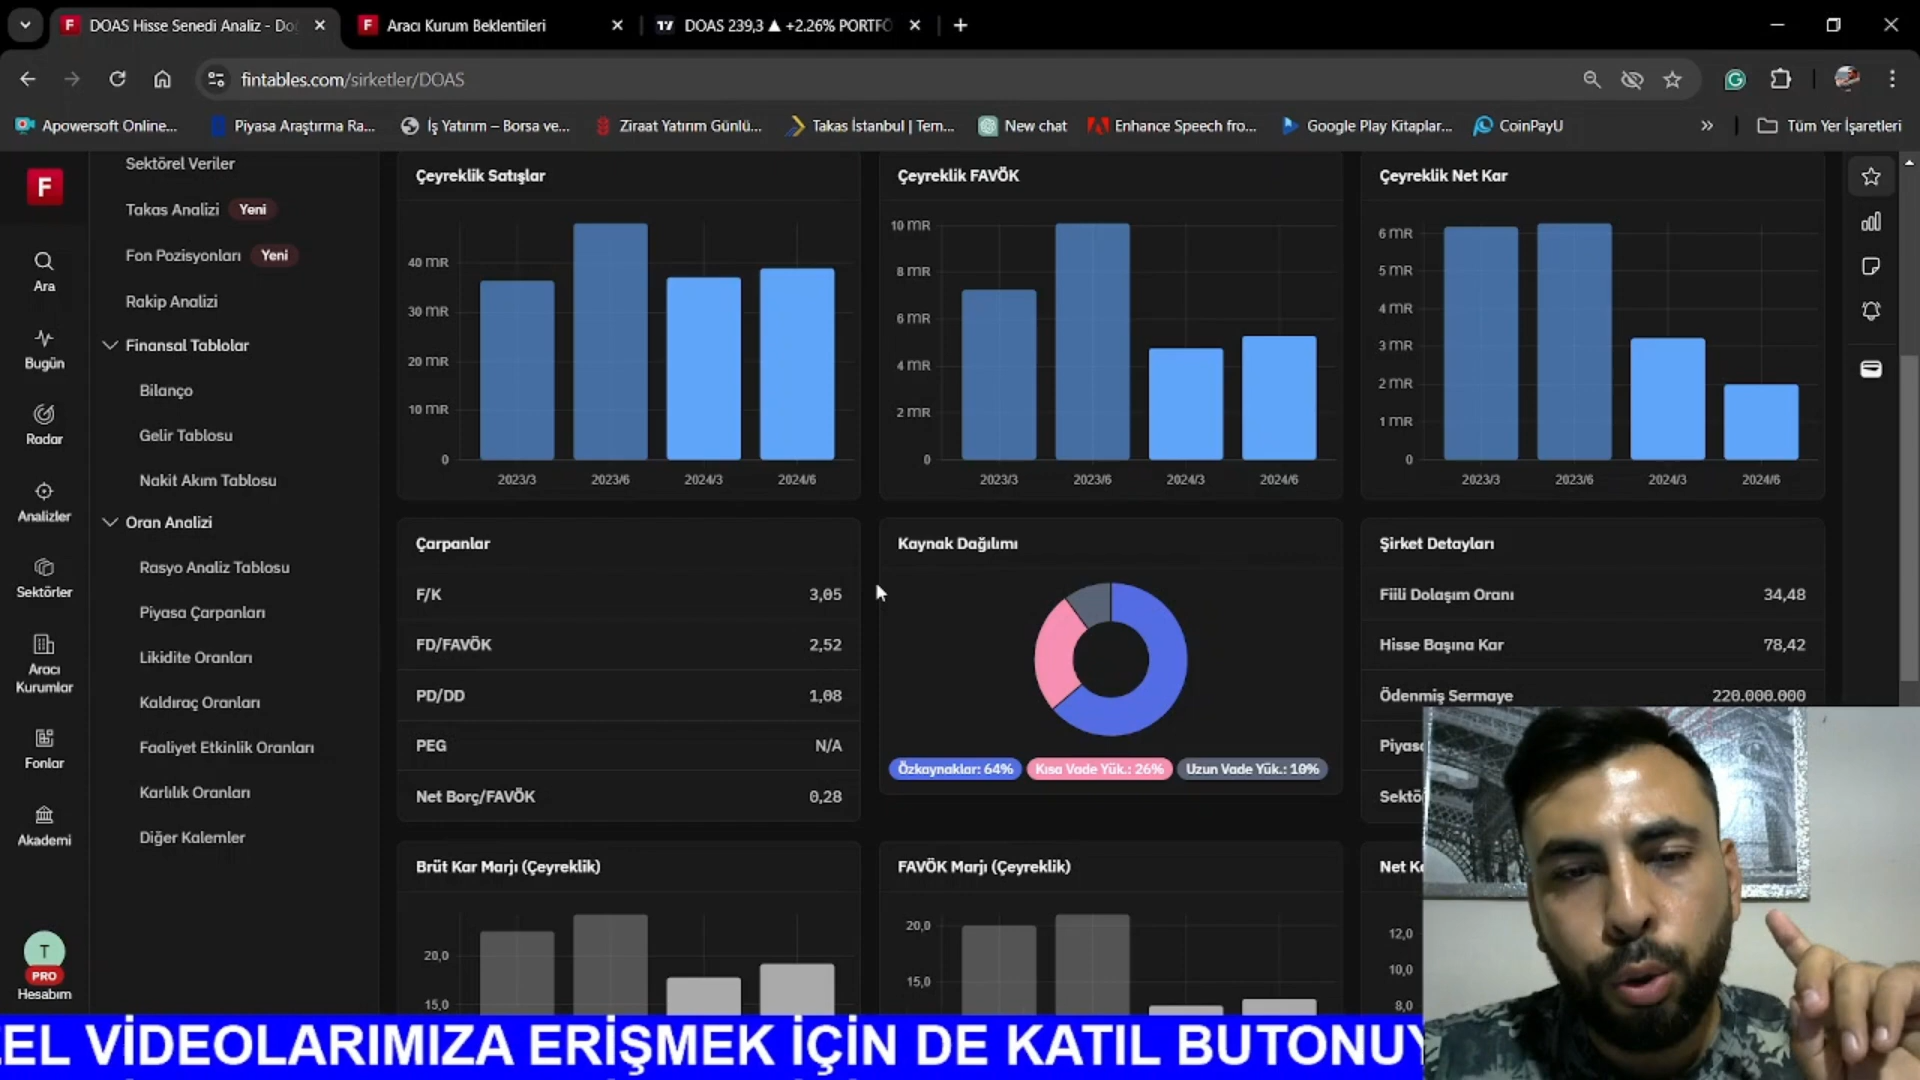 DOAS Hisse Senedi Analiz - Do
Aracı Kurum Beklentileri
DOAS 239,3 ▲ +2.26% PORTFO
fintables.com/sirketler/DOAS
Apowersoft Online...
Piyasa Araştırma Ra...
İş Yatırım – Borsa ve...
Ziraat Yatırım Günlü...
Takas İstanbul | Tem...
New chat
Enhance Speech fro...
Google Play Kitaplar...
CoinPayU
Tüm Yer İşaretleri
F
Ara
Bugün
Radar
Analizler
Sektörler
Aracı
Kurumlar
Fonlar
Akademi
T
PRO
Hesabım
Sektörel Veriler
Takas Analizi Yeni
Fon Pozisyonları Yeni
Rakip Analizi
Finansal Tablolar
Bilanço
Gelir Tablosu
Nakit Akım Tablosu
Oran Analizi
Rasyo Analiz Tablosu
Piyasa Çarpanları
Likidite Oranları
Kaldıraç Oranları
Faaliyet Etkinlik Oranları
Karlılık Oranları
Diğer Kalemler
Çeyreklik Satışlar
40 mR
30 mR
20 mR
10 mR
0
2023/3 2023/6 2024/3 2024/6
Çeyreklik FAVÖK
10 mR
8 mR
6 mR
4 mR
2 mR
0
2023/3 2023/6 2024/3 2024/6
Çeyreklik Net Kar
6 mR
5 mR
4 mR
3 mR
2 mR
1 mR
0
2023/3 2023/6 2024/3 2024/6
Çarpanlar
F/K 3,05
FD/FAVÖK 2,52
PD/DD 1,08
PEG N/A
Net Borç/FAVÖK 0,28
Kaynak Dağılımı
Özkaynaklar: 64% Kısa Vade Yük.: 26% Uzun Vade Yük.: 10%
Şirket Detayları
Fiili Dolaşım Oranı 34,48
Hisse Başına Kar 78,42
Ödenmiş Sermaye 220.000.000
Piyasa
Sektö
Brüt Kar Marjı (Çeyreklik)
20,0
15,0
FAVÖK Marjı (Çeyreklik)
20,0
15,0
Net Ka
12,0
10,0
8,0
ZEL VİDEOLARIMIZA ERİŞMEK İÇİN DE KATIL BUTONUY